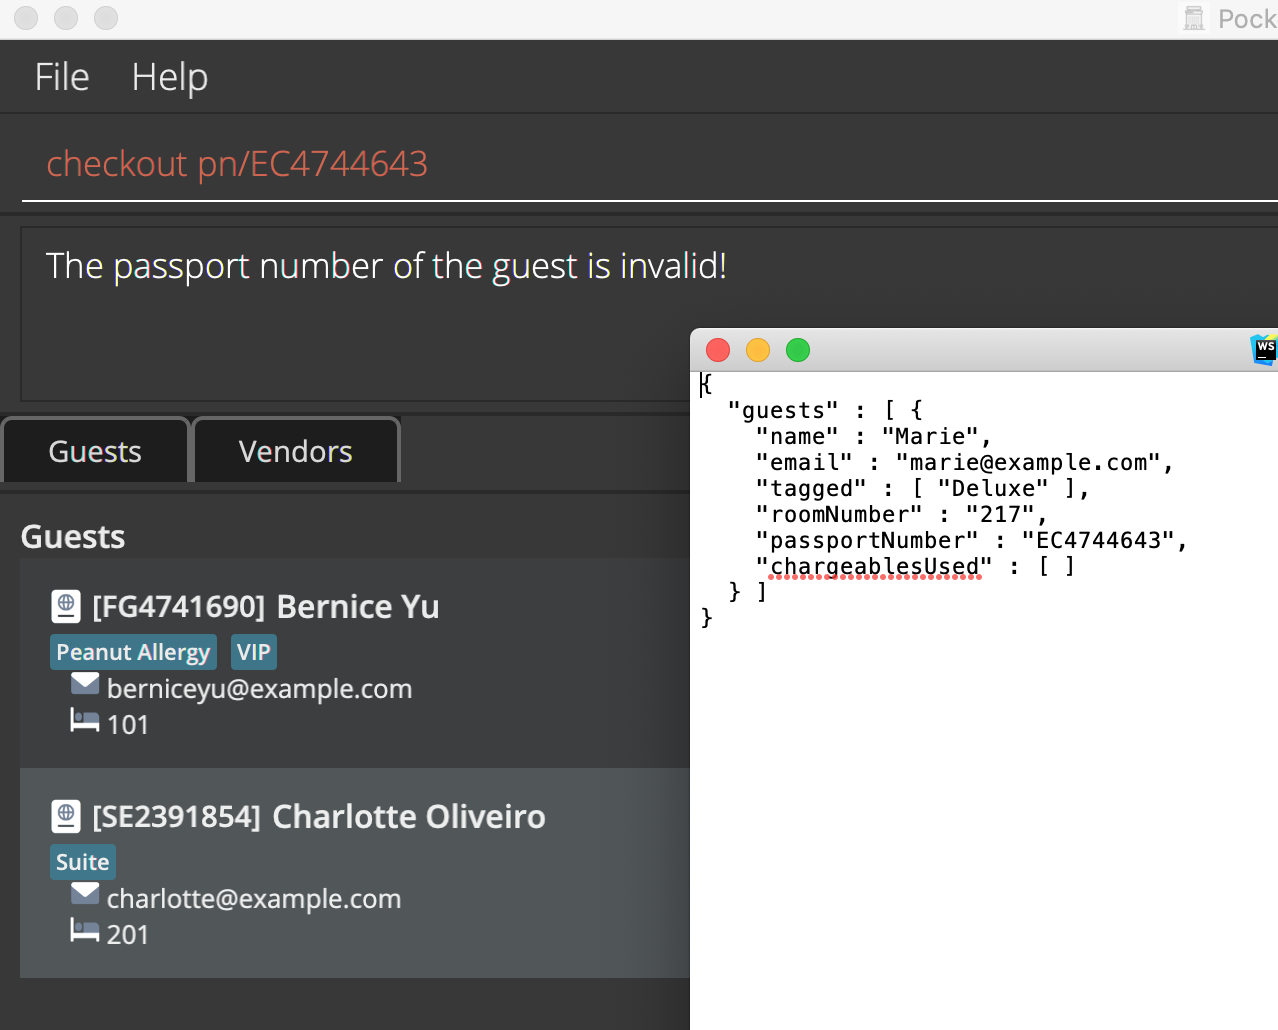 Pock
File Help
checkout pn/EC4744643
The passport number of the guest is invalid!
WS
{
"guests" : [ {
"name" : "Marie",
"email" : "marie@example.com",
"tagged" : [ "Deluxe" ],
"roomNumber" : "217",
"passportNumber" : "EC4744643",
"chargeablesUsed" : [ ]
} ]
}
Guests Vendors
Guests
[FG4741690] Bernice Yu
Peanut Allergy VIP
berniceyu@example.com
101
[SE2391854] Charlotte Oliveiro
Suite
charlotte@example.com
201